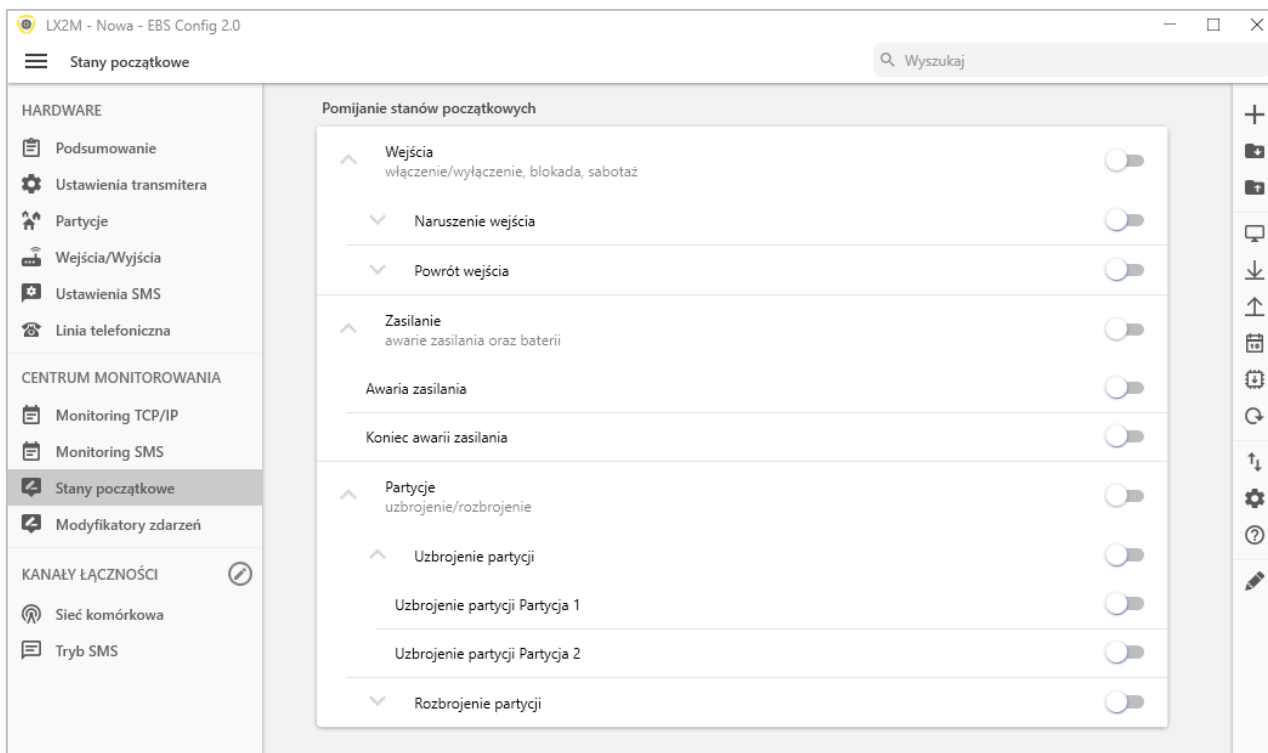 LX2M - Nowa - EBS Config 2.0
Stany początkowe
Wyszukaj
HARDWARE
Podsumowanie
Ustawienia transmitera
Partycje
Wejścia/Wyjścia
Ustawienia SMS
Linia telefoniczna
CENTRUM MONITOROWANIA
Monitoring TCP/IP
Monitoring SMS
Stany początkowe
Modyfikatory zdarzeń
KANAŁY ŁĄCZNOŚCI
Sieć komórkowa
Tryb SMS
Pomijanie stanów początkowych
Wejścia
włączenie/wyłączenie, blokada, sabotaż
Naruszenie wejścia
Powrót wejścia
Zasilanie
awarie zasilania oraz baterii
Awaria zasilania
Koniec awarii zasilania
Partycje
uzbrojenie/rozbrojenie
Uzbrojenie partycji
Uzbrojenie partycji Partycja 1
Uzbrojenie partycji Partycja 2
Rozbrojenie partycji